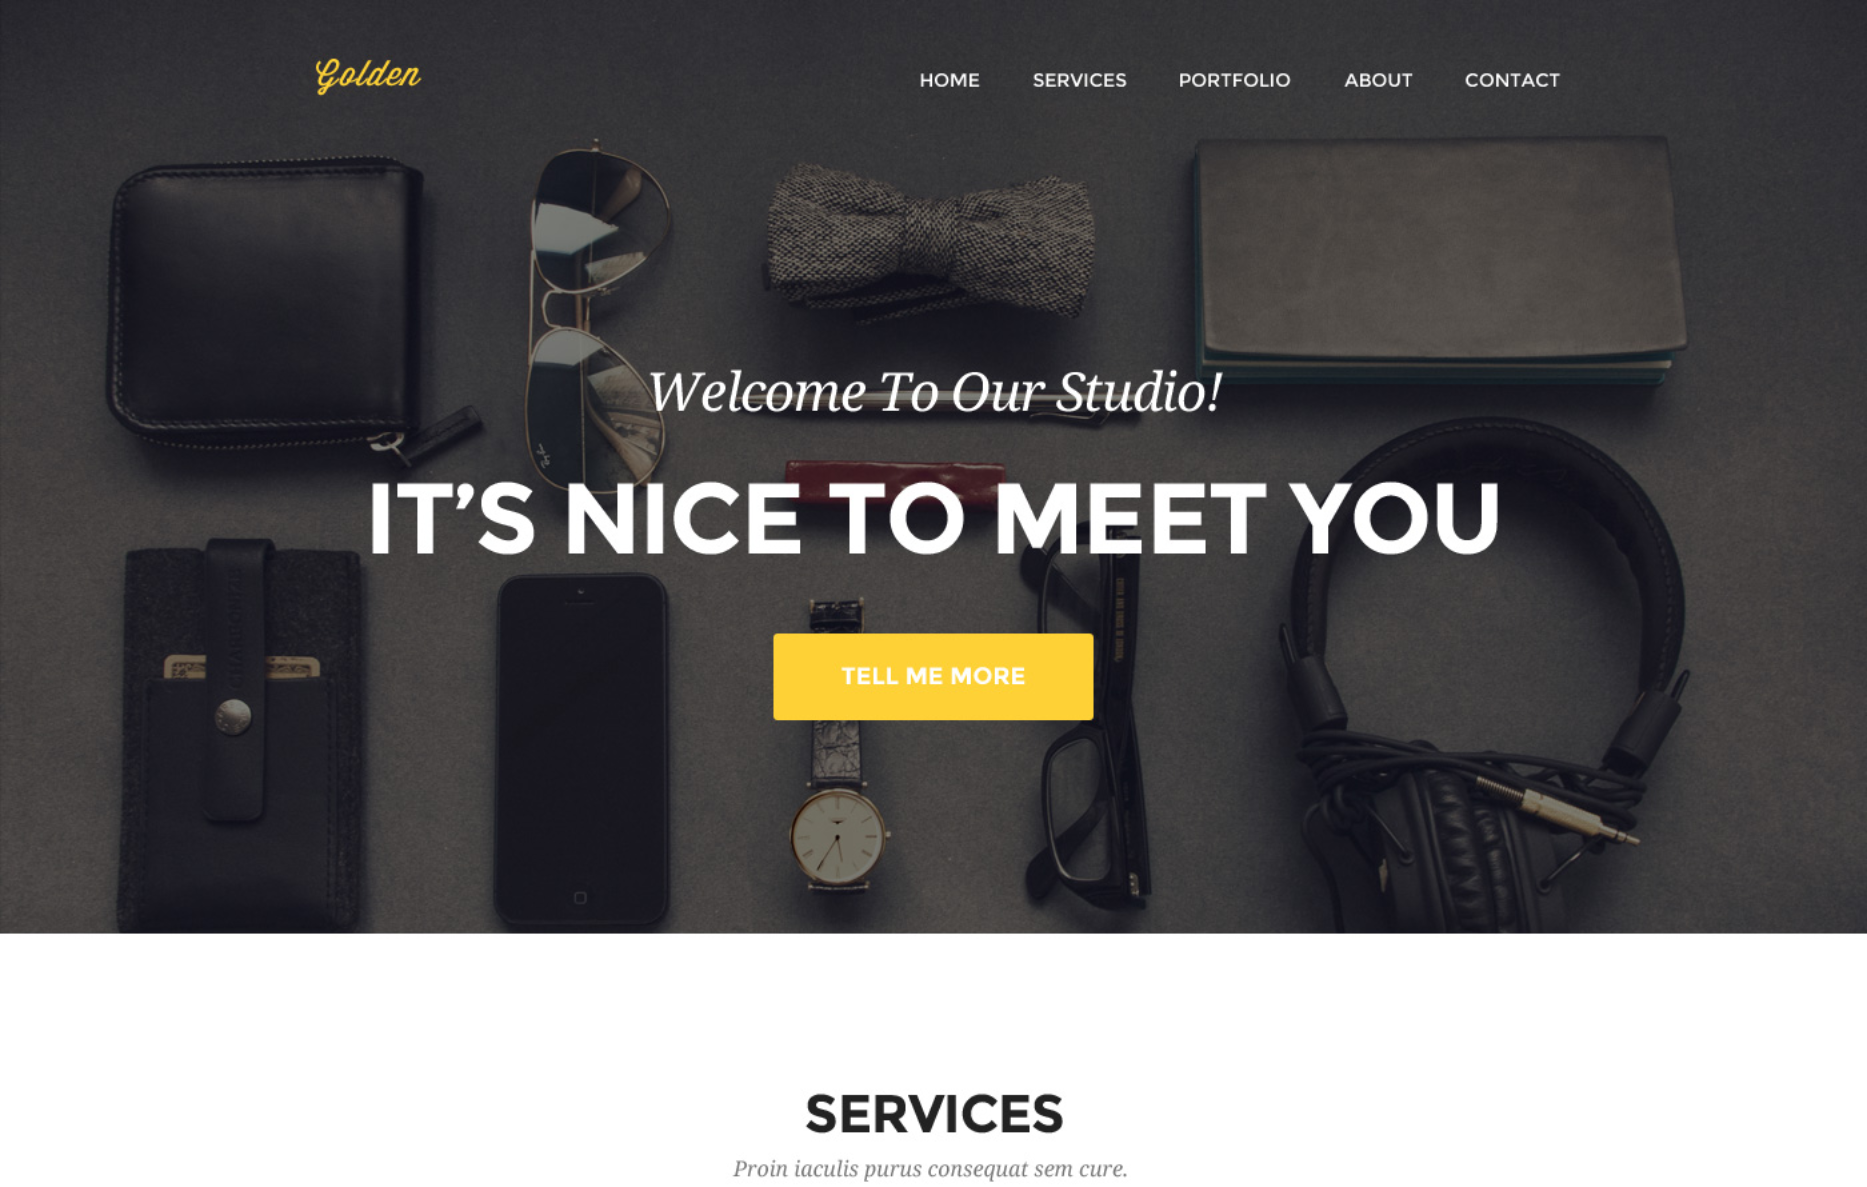 Golden
HOME SERVICES PORTFOLIO ABOUT CONTACT
Welcome To Our Studio!
IT’S NICE TO MEET YOU
TELL ME MORE
SERVICES
Proin iaculis purus consequat sem cure.